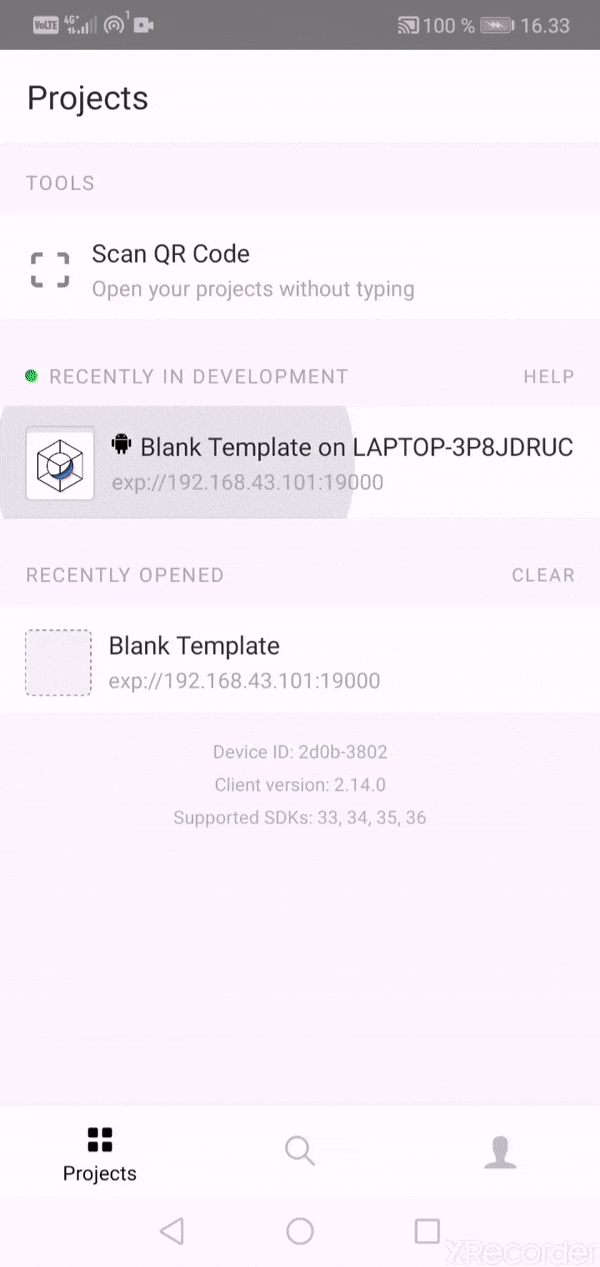 VoLTE 4G+ 1 100 % 16.33
Projects
TOOLS
Scan QR Code
Open your projects without typing
RECENTLY IN DEVELOPMENT HELP
Blank Template on LAPTOP-3P8JDRUC
exp://192.168.43.101:19000
RECENTLY OPENED CLEAR
Blank Template
exp://192.168.43.101:19000
Device ID: 2d0b-3802
Client version: 2.14.0
Supported SDKs: 33, 34, 35, 36
Projects
XRecorder